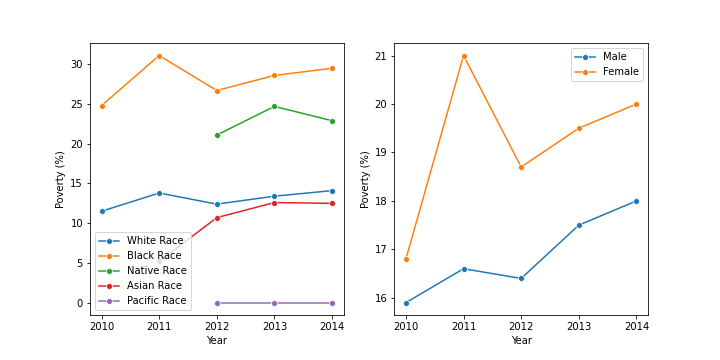 30
25
20
15
10
5
0
Poverty (%)
White Race
Black Race
Native Race
Asian Race
Pacific Race
2010 2011 2012 2013 2014
Year
21
20
19
18
17
16
Poverty (%)
Male
Female
2010 2011 2012 2013 2014
Year